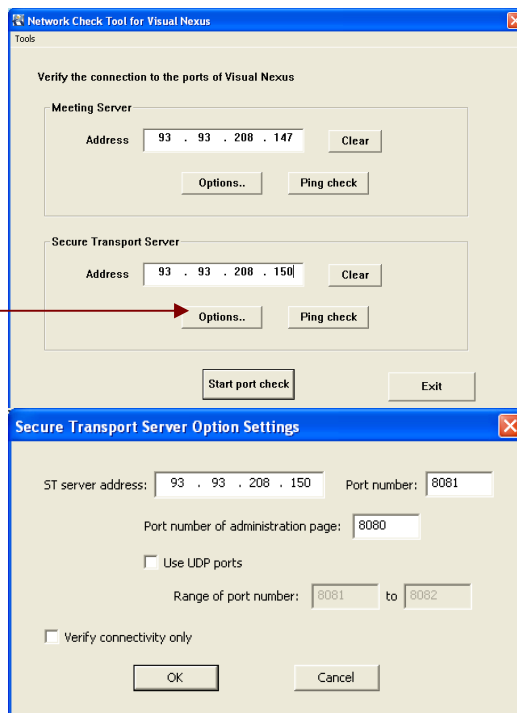 Network Check Tool for Visual Nexus
Tools
Verify the connection to the ports of Visual Nexus
Meeting Server
Address 93 . 93 . 208 . 147 Clear
Options.. Ping check
Secure Transport Server
Address 93 . 93 . 208 . 150 Clear
Options.. Ping check
Start port check Exit
Secure Transport Server Option Settings
ST server address: 93 . 93 . 208 . 150 Port number: 8081
Port number of administration page: 8080
Use UDP ports
Range of port number: 8081 to 8082
Verify connectivity only
OK Cancel